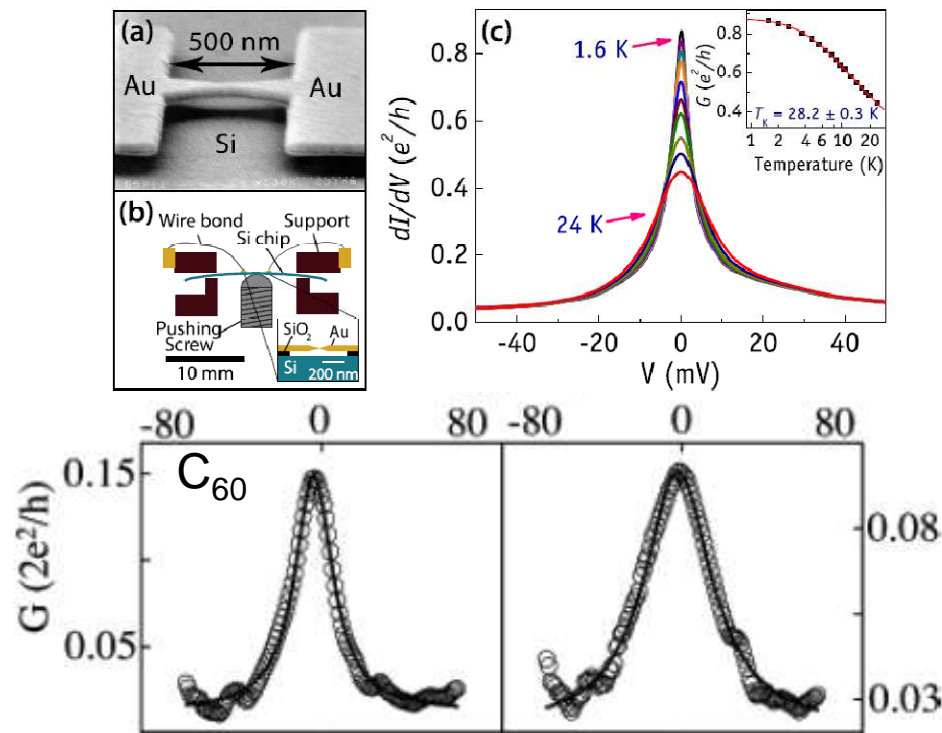 (a)
500 nm
Au
Au
Si
(b)
Wire bond
Support
Si chip
Pushing
Screw
10 mm
SiO₂
Au
Si
200 nm
(c)
dI/dV (e²/h)
0.8
0.6
0.4
0.2
0.0
1.6 K
24 K
-40 -20 0 20 40
V (mV)
G (e²/h)
0.8
0.6
0.4
T_K = 28.2 ± 0.3 K
1 2 4 6 10 20
Temperature (K)
-80 0 80
0 80
C₆₀
G (2e²/h)
0.15
0.05
0.08
0.03